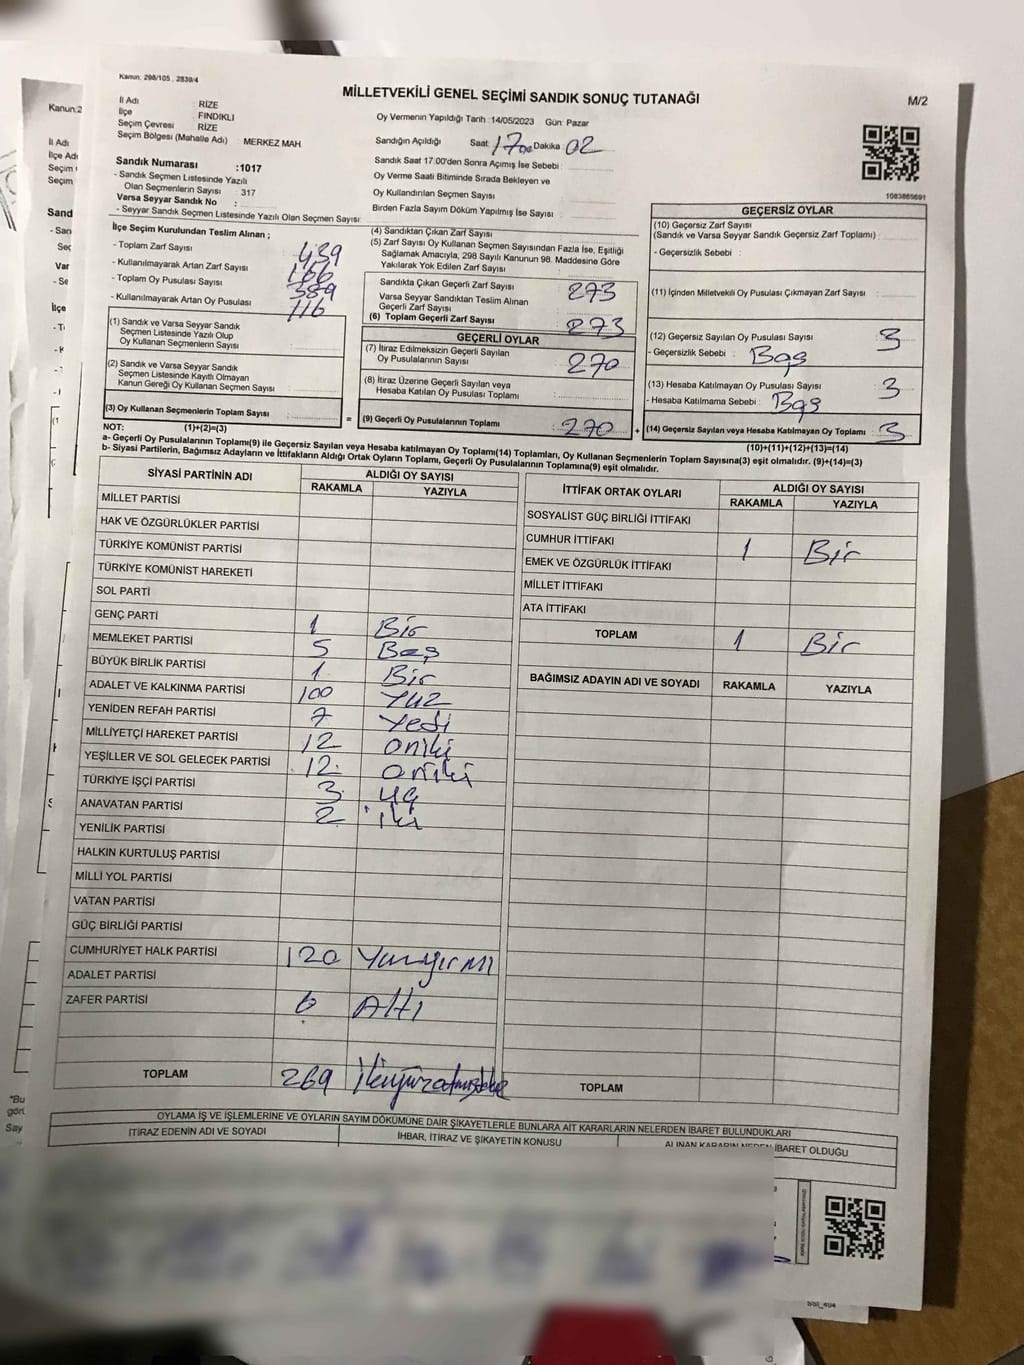 Kanun: 298/105 , 2839/4
MİLLETVEKİLİ GENEL SEÇİMİ SANDIK SONUÇ TUTANAĞI
M/2
İl Adı : RİZE
İlçe : FINDIKLI
Seçim Çevresi : RİZE
Seçim Bölgesi (Mahalle Adı) MERKEZ MAH
Oy Vermenin Yapıldığı Tarih :14/05/2023 Gün: Pazar
Sandığın Açıldığı Saat: 17 Dakika: 02
Sandık Saat 17:00'den Sonra Açımış İse Sebebi :
Oy Verme Saati Bitiminde Sırada Bekleyen ve
Oy Kullandırılan Seçmen Sayısı
Birden Fazla Sayım Döküm Yapılmış İse Sayısı :
Sandık Numarası :1017
- Sandık Seçmen Listesinde Yazılı
Olan Seçmenlerin Sayısı : 317
Varsa Seyyar Sandık No :
- Seyyar Sandık Seçmen Listesinde Yazılı Olan Seçmen Sayısı:
1083865691
İlçe Seçim Kurulundan Teslim Alınan ;
- Toplam Zarf Sayısı 439
- Kullanılmayarak Artan Zarf Sayısı 166
- Toplam Oy Pusulası Sayısı 389
- Kullanılmayarak Artan Oy Pusulası 116
(1) Sandık ve Varsa Seyyar Sandık
Seçmen Listesinde Yazılı Olup
Oy Kullanan Seçmenlerin Sayısı :
(2) Sandık ve Varsa Seyyar Sandık
Seçmen Listesinde Kayıtlı Olmayan
Kanun Gereği Oy Kullanan Seçmen Sayısı :
(3) Oy Kullanan Seçmenlerin Toplam Sayısı :
(4) Sandıktan Çıkan Zarf Sayısı
(5) Zarf Sayısı Oy Kullanan Seçmen Sayısından Fazla İse, Eşitliği
Sağlamak Amacıyla, 298 Sayılı Kanunun 98. Maddesine Göre
Yakılarak Yok Edilen Zarf Sayısı :
Sandıkta Çıkan Geçerli Zarf Sayısı : 273
Varsa Seyyar Sandıktan Teslim Alınan
Geçerli Zarf Sayısı :
(6) Toplam Geçerli Zarf Sayısı : 273
GEÇERLİ OYLAR
(7) İtiraz Edilmeksizin Geçerli Sayılan
Oy Pusulalarının Sayısı : 270
(8) İtiraz Üzerine Geçerli Sayılan veya
Hesaba Katılan Oy Pusulası Toplamı :
= (9) Geçerli Oy Pusulalarının Toplamı : 270 +
GEÇERSİZ OYLAR
(10) Geçersiz Zarf Sayısı
(Sandık ve Varsa Seyyar Sandık Geçersiz Zarf Toplamı) :
- Geçersizlik Sebebi :
(11) İçinden Milletvekili Oy Pusulası Çıkmayan Zarf Sayısı :
(12) Geçersiz Sayılan Oy Pusulası Sayısı : 3
- Geçersizlik Sebebi : Boş
(13) Hesaba Katılmayan Oy Pusulası Sayısı : 3
- Hesaba Katılmama Sebebi : Boş
(14) Geçersiz Sayılan veya Hesaba Katılmayan Oy Toplamı : 3
NOT: (1)+(2)=(3)
(10)+(11)+(12)+(13)=(14)
a- Geçerli Oy Pusulalarının Toplamı(9) ile Geçersiz Sayılan veya Hesaba katılmayan Oy Toplamı(14) Toplamları, Oy Kullanan Seçmenlerin Toplam Sayısına(3) eşit olmalıdır. (9)+(14)=(3)
b- Siyasi Partilerin, Bağımsız Adayların ve İttifakların Aldığı Ortak Oyların Toplamı, Geçerli Oy Pusulalarının Toplamına(9) eşit olmalıdır.
SİYASİ PARTİNİN ADI ALDIĞI OY SAYISI
RAKAMLA YAZIYLA
MİLLET PARTİSİ
HAK VE ÖZGÜRLÜKLER PARTİSİ
TÜRKİYE KOMÜNİST PARTİSİ
TÜRKİYE KOMÜNİST HAREKETİ
SOL PARTİ
GENÇ PARTİ 1 Bir
MEMLEKET PARTİSİ 5 Beş
BÜYÜK BİRLİK PARTİSİ 1 Bir
ADALET VE KALKINMA PARTİSİ 100 Yüz
YENİDEN REFAH PARTİSİ 7 Yedi
MİLLİYETÇİ HAREKET PARTİSİ 12 oniki
YEŞİLLER VE SOL GELECEK PARTİSİ 12 oniki
TÜRKİYE İŞÇİ PARTİSİ 3 Üç
ANAVATAN PARTİSİ 2 iki
YENİLİK PARTİSİ
HALKIN KURTULUŞ PARTİSİ
MİLLİ YOL PARTİSİ
VATAN PARTİSİ
GÜÇ BİRLİĞİ PARTİSİ
CUMHURİYET HALK PARTİSİ 120 Yüzyirmi
ADALET PARTİSİ
ZAFER PARTİSİ 6 Altı
TOPLAM 269 ikiyüzatmışdokuz
İTTİFAK ORTAK OYLARI ALDIĞI OY SAYISI
RAKAMLA YAZIYLA
SOSYALİST GÜÇ BİRLİĞİ İTTİFAKI
CUMHUR İTTİFAKI 1 Bir
EMEK VE ÖZGÜRLÜK İTTİFAKI
MİLLET İTTİFAKI
ATA İTTİFAKI
TOPLAM 1 Bir
BAĞIMSIZ ADAYIN ADI VE SOYADI RAKAMLA YAZIYLA
TOPLAM
OYLAMA İŞ VE İŞLEMLERİNE VE OYLARIN SAYIM DÖKÜMÜNE DAİR ŞİKAYETLERLE BUNLARA AİT KARARLARIN NELERDEN İBARET BULUNDUKLARI
İTİRAZ EDENİN ADI VE SOYADI İHBAR, İTİRAZ VE ŞİKAYETİN KONUSU ALINAN KARARIN NEDEN İBARET OLDUĞU